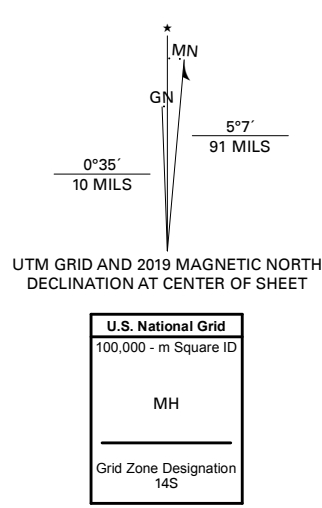 ★
MN
GN
5°7´
91 MILS
0°35´
10 MILS
UTM GRID AND 2019 MAGNETIC NORTH
DECLINATION AT CENTER OF SHEET
U.S. National Grid
100,000 - m Square ID
MH
Grid Zone Designation
14S